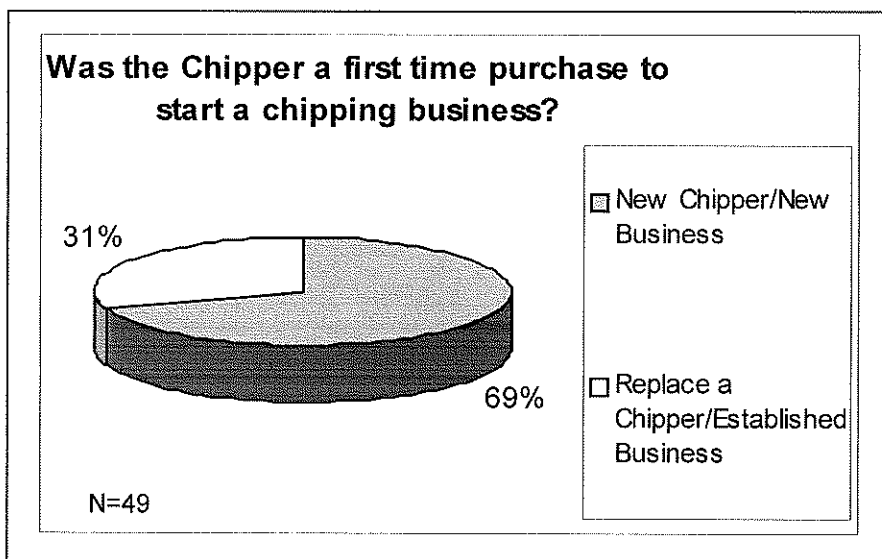 Was the Chipper a first time purchase to
start a chipping business?
31%
69%
N=49
New Chipper/New
Business
Replace a
Chipper/Established
Business